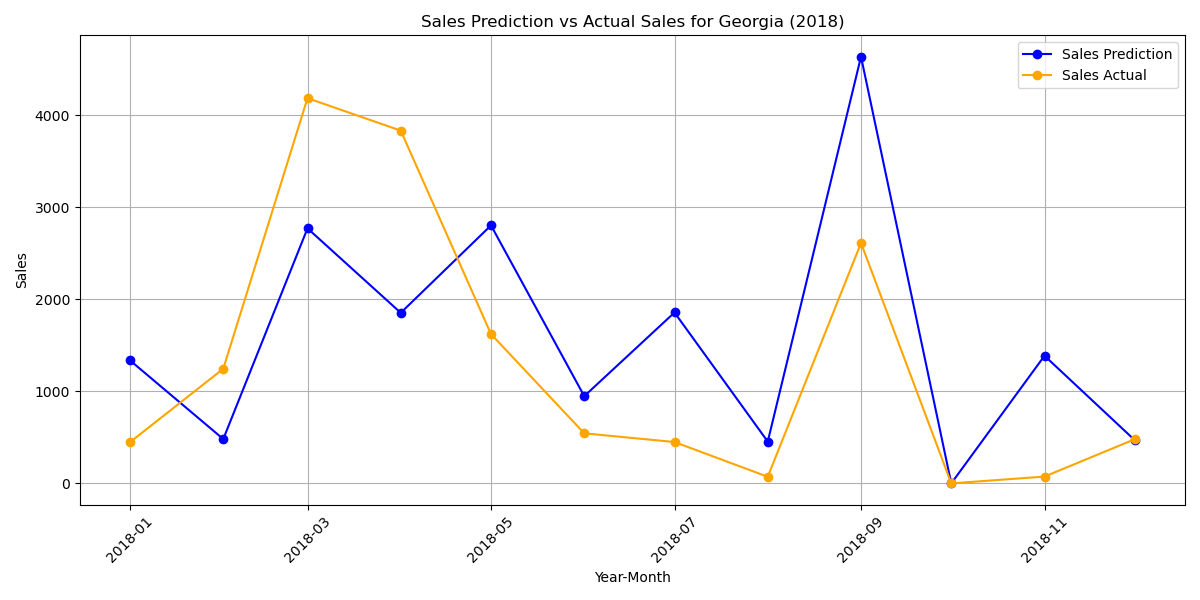 Sales Prediction vs Actual Sales for Georgia (2018)
Sales Prediction
Sales Actual
Sales
4000
3000
2000
1000
0
2018-01
2018-03
2018-05
2018-07
2018-09
2018-11
Year-Month